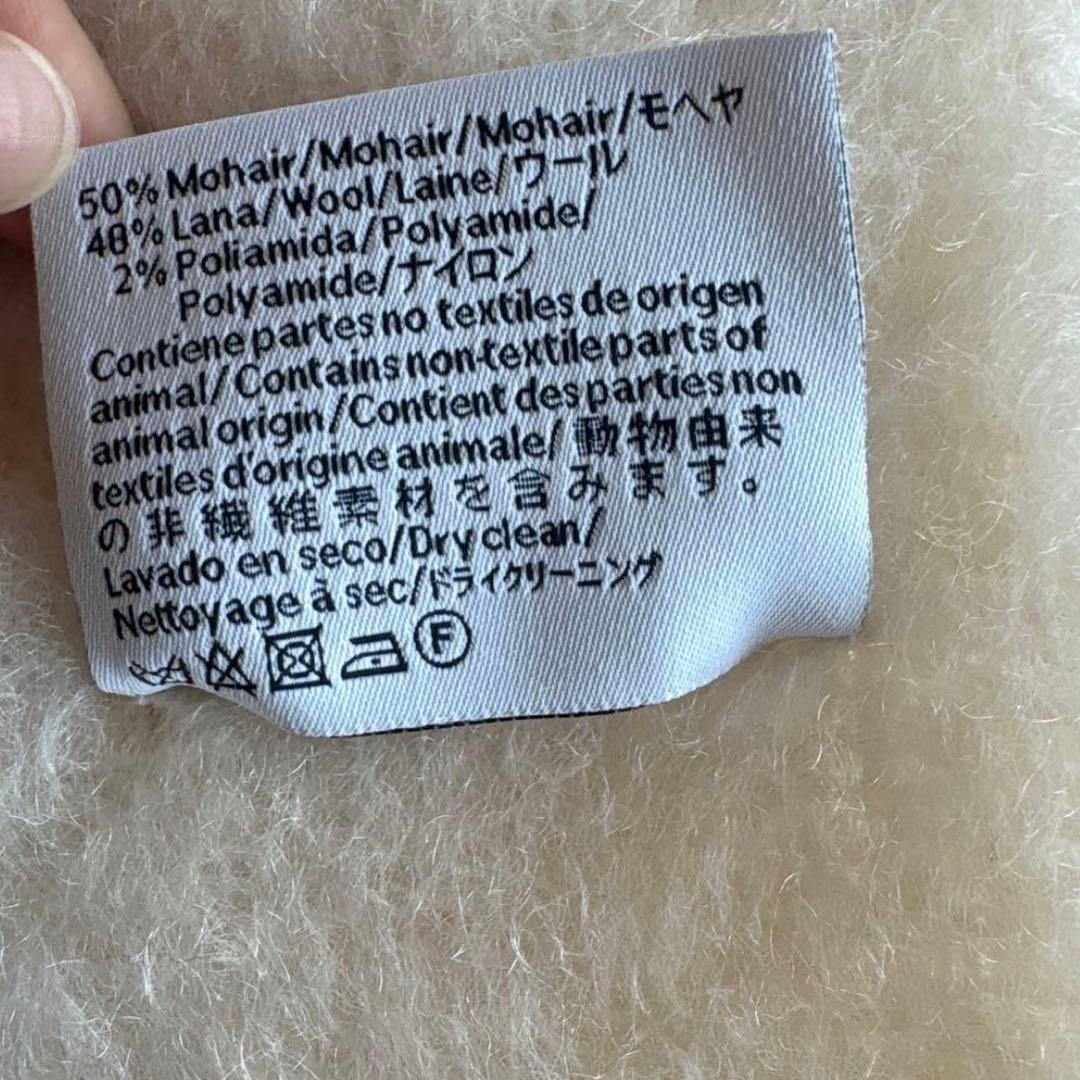 50% Mohair/Mohair/Mohair/モヘヤ
48% Lana/Wool/Laine/ウール
2% Poliamida/Polyamide/
Polyamide/ナイロン
Contiene partes no textiles de origen
animal/Contains non-textile parts of
animal origin/Contient des parties non
textiles d'origine animale/動物由来
の非繊維素材を含みます。
Lavado en seco/Dry clean/
Nettoyage à sec/ドライクリーニング
F